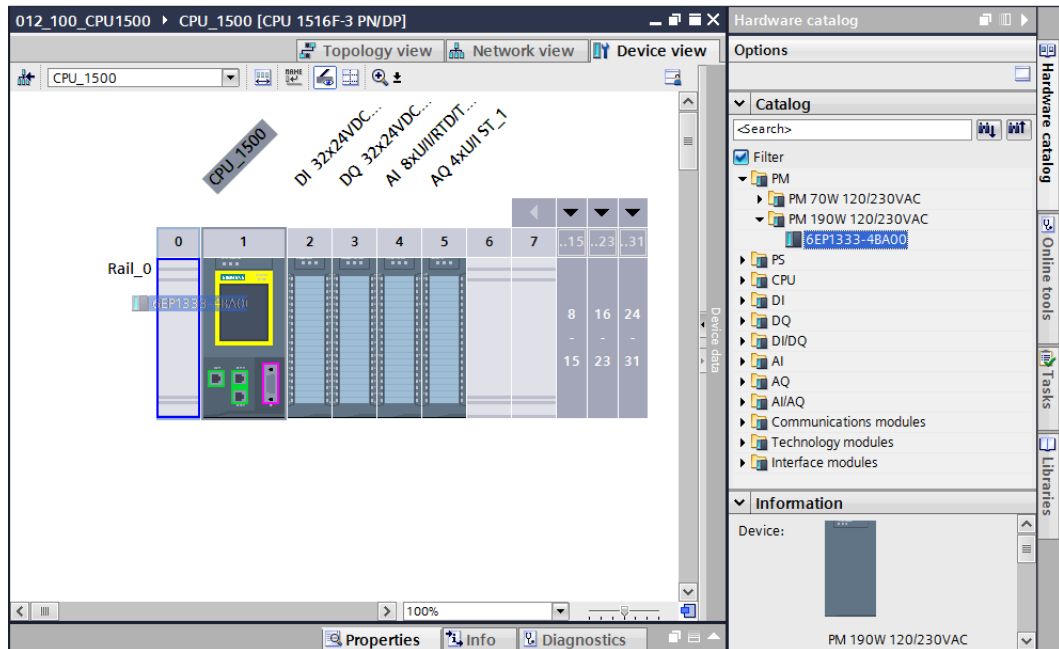 012_100_CPU1500 ▸ CPU_1500 [CPU 1516F-3 PN/DP]
Topology view
Network view
Device view
CPU_1500
CPU_1500
DI 32x24VDC...
DQ 32x24VDC...
AI 8xU/I/RTD/T...
AQ 4xU/I ST_1
0 1 2 3 4 5 6 7 ..15 ..23 ..31
Rail_0
6EP1333-4BA00
SIEMENS
8 16 24
- - -
15 23 31
Device data
100%
Properties
Info
Diagnostics
Hardware catalog
Options
Catalog
<Search>
Filter
PM
PM 70W 120/230VAC
PM 190W 120/230VAC
6EP1333-4BA00
PS
CPU
DI
DQ
DI/DQ
AI
AQ
AI/AQ
Communications modules
Technology modules
Interface modules
Information
Device:
PM 190W 120/230VAC
Hardware catalog
Online tools
Tasks
Libraries